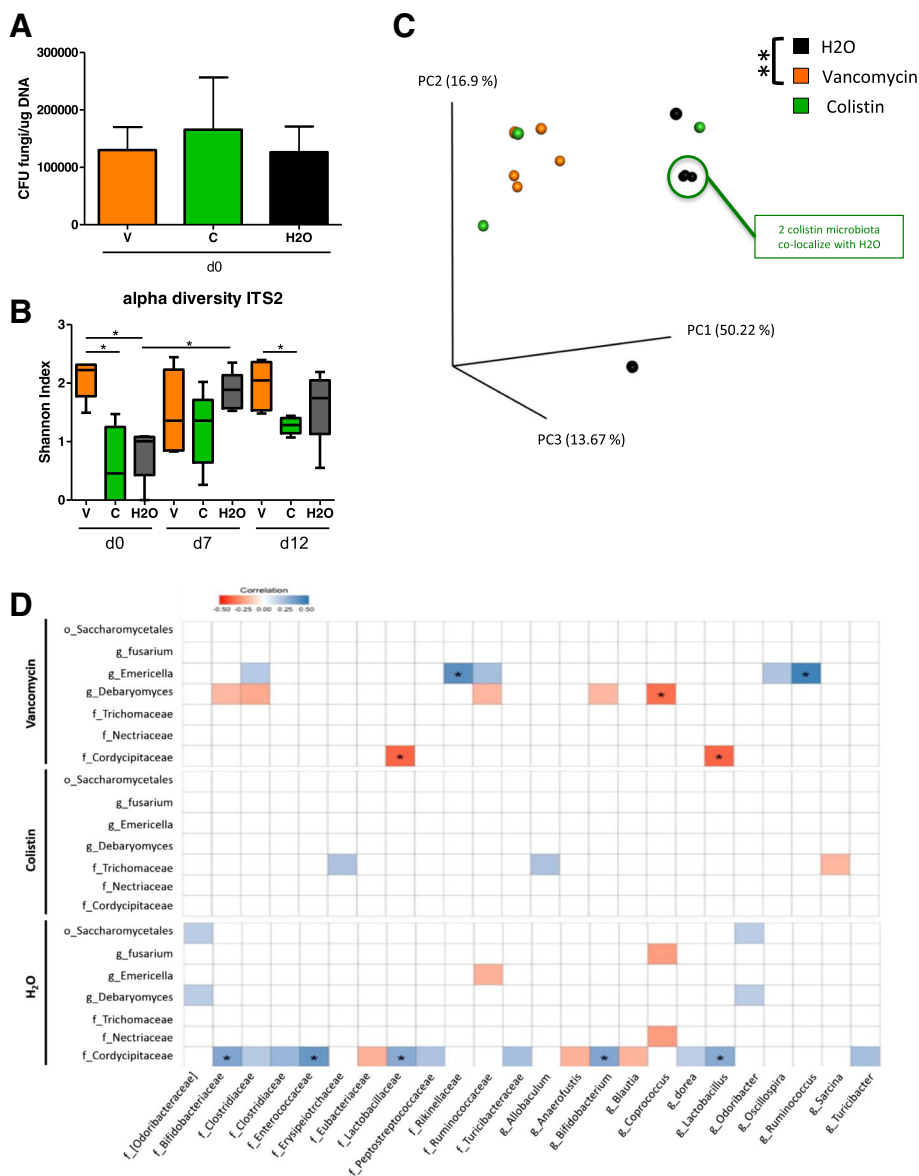 A
300000
200000
100000
0
CFU fungi/ug DNA
V C H2O
d0
alpha diversity ITS2
B
3
2
1
0
Shannon Index
* * * *
V C H2O V C H2O V C H2O
d0 d7 d12
C
**
H2O
Vancomycin
Colistin
PC2 (16.9 %)
PC1 (50.22 %)
PC3 (13.67 %)
2 colistin microbiota
co-localize with H2O
D
Correlation
-0.50 -0.25 0.00 0.25 0.50
Vancomycin
o_Saccharomycetales
g_fusarium
g_Emericella * *
g_Debaryomyces *
f_Trichomaceae
f_Nectriaceae
f_Cordycipitaceae * *
Colistin
o_Saccharomycetales
g_fusarium
g_Emericella
g_Debaryomyces
f_Trichomaceae
f_Nectriaceae
f_Cordycipitaceae
H₂O
o_Saccharomycetales
g_fusarium
g_Emericella
g_Debaryomyces
f_Trichomaceae
f_Nectriaceae
f_Cordycipitaceae * * * * *
f_[Odoribacteraceae]
f_Bifidobacteriaceae
f_Clostridiaceae
f_Clostridiaceae
f_Enterococcaceae
f_Erysipeiotrchaceae
f_Eubacteriaceae
f_Lactobacillaceae
f_Peptostreptococcaceae
f_Rikinellaceae
f_Ruminococcaceae
f_Turicibacteraceae
g_Allobaculum
g_Anaerofustis
g_Bifidobacterium
g_Blautia
g_Coprococcus
g_dorea
g_Lactobacillus
g_Odoribacter
g_Oscillospira
g_Ruminococcus
g_Sarcina
g_Turicibacter